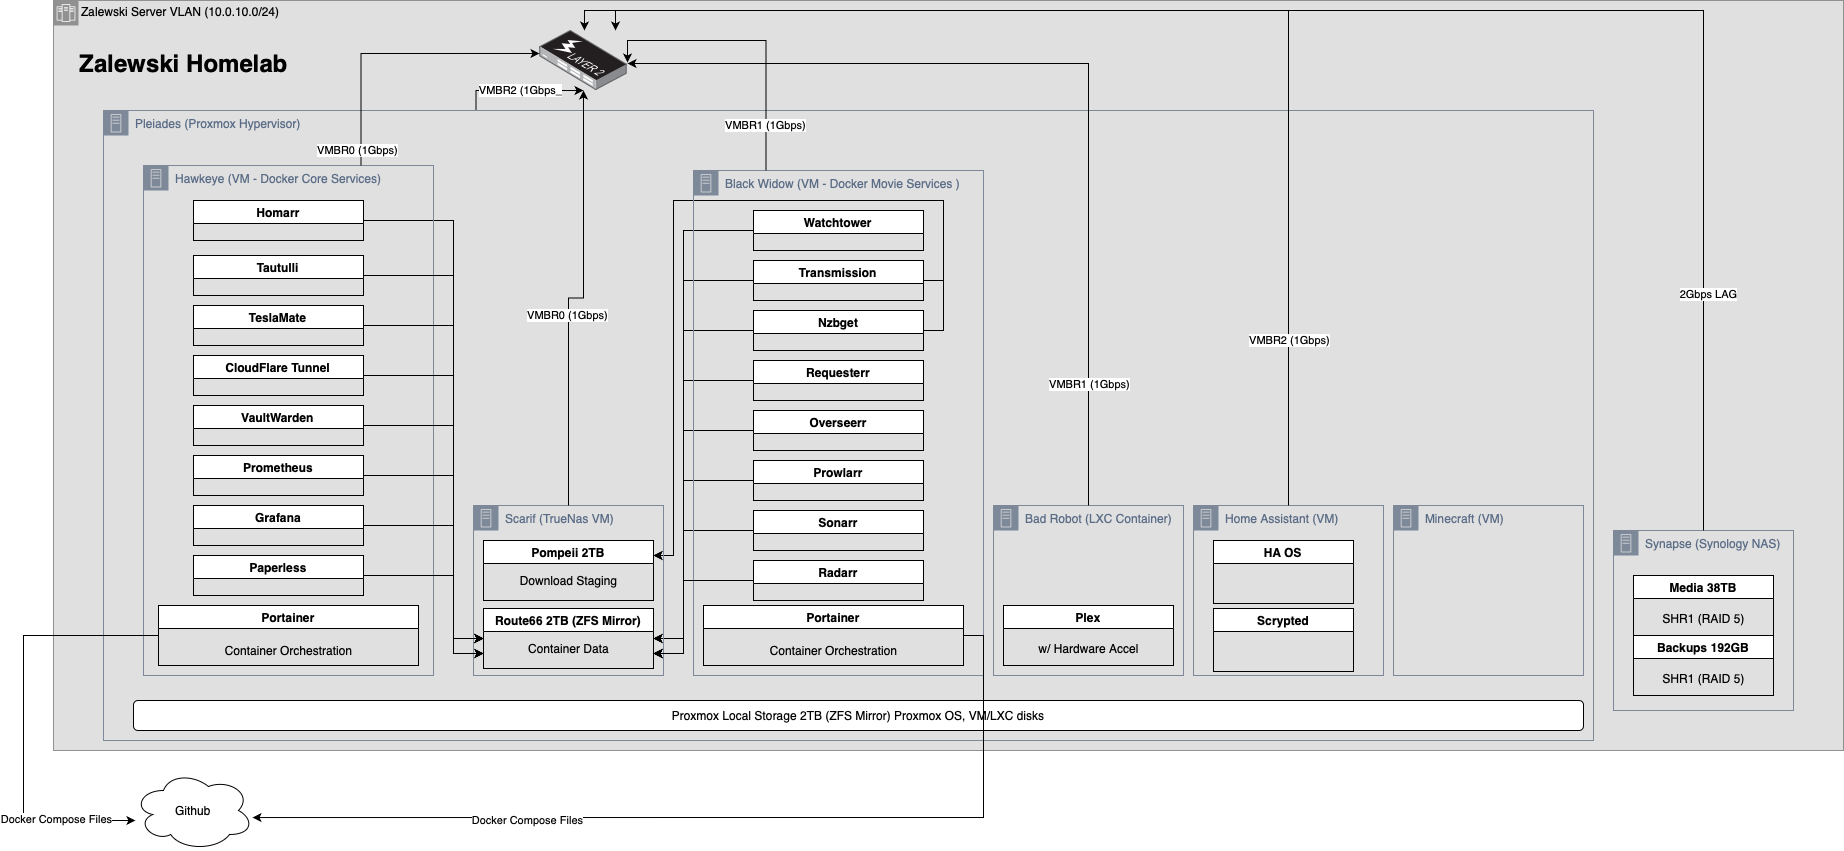 Zalewski Server VLAN (10.0.10.0/24)
Zalewski Homelab
LAYER 2
VMBR2 (1Gbps_
Pleiades (Proxmox Hypervisor)
VMBR0 (1Gbps)
VMBR1 (1Gbps)
Hawkeye (VM - Docker Core Services)
Homarr
Tautulli
TeslaMate
CloudFlare Tunnel
VaultWarden
Prometheus
Grafana
Paperless
Portainer
Container Orchestration
VMBR0 (1Gbps)
Scarif (TrueNas VM)
Pompeii 2TB
Download Staging
Route66 2TB (ZFS Mirror)
Container Data
Black Widow (VM - Docker Movie Services )
Watchtower
Transmission
Nzbget
Requesterr
Overseerr
Prowlarr
Sonarr
Radarr
Portainer
Container Orchestration
VMBR1 (1Gbps)
Bad Robot (LXC Container)
Plex
w/ Hardware Accel
VMBR2 (1Gbps)
Home Assistant (VM)
HA OS
Scrypted
Minecraft (VM)
2Gbps LAG
Synapse (Synology NAS)
Media 38TB
SHR1 (RAID 5)
Backups 192GB
SHR1 (RAID 5)
Proxmox Local Storage 2TB (ZFS Mirror) Proxmox OS, VM/LXC disks
Github
Docker Compose Files
Docker Compose Files